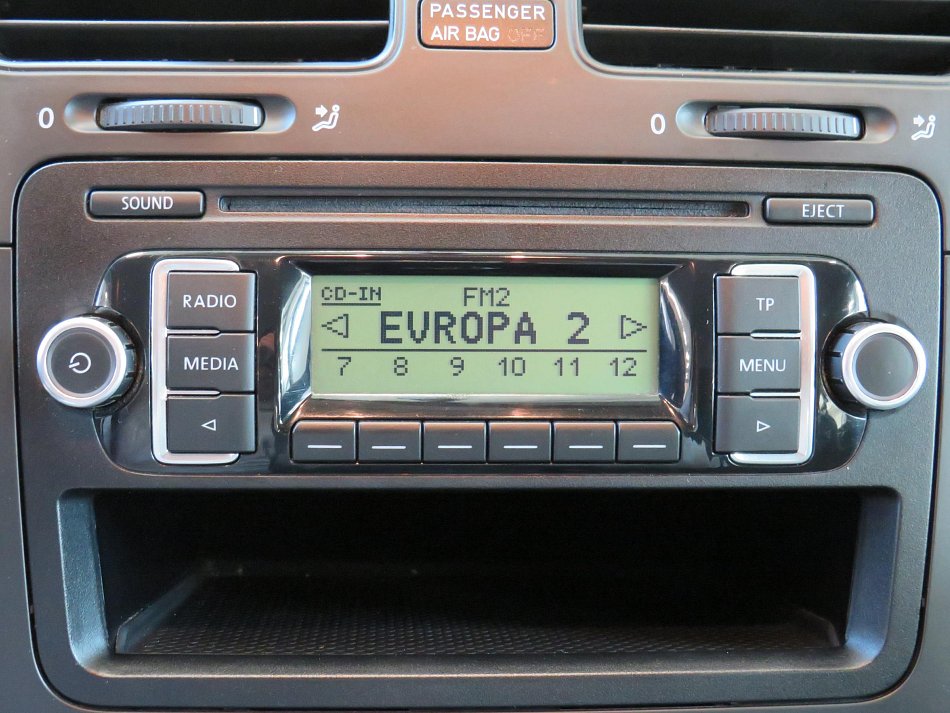 PASSENGER
AIR BAG OFF
0
0
SOUND
EJECT
RADIO
CD-IN
FM2
TP
EVROPA 2
MEDIA
7 8 9 10 11 12
MENU